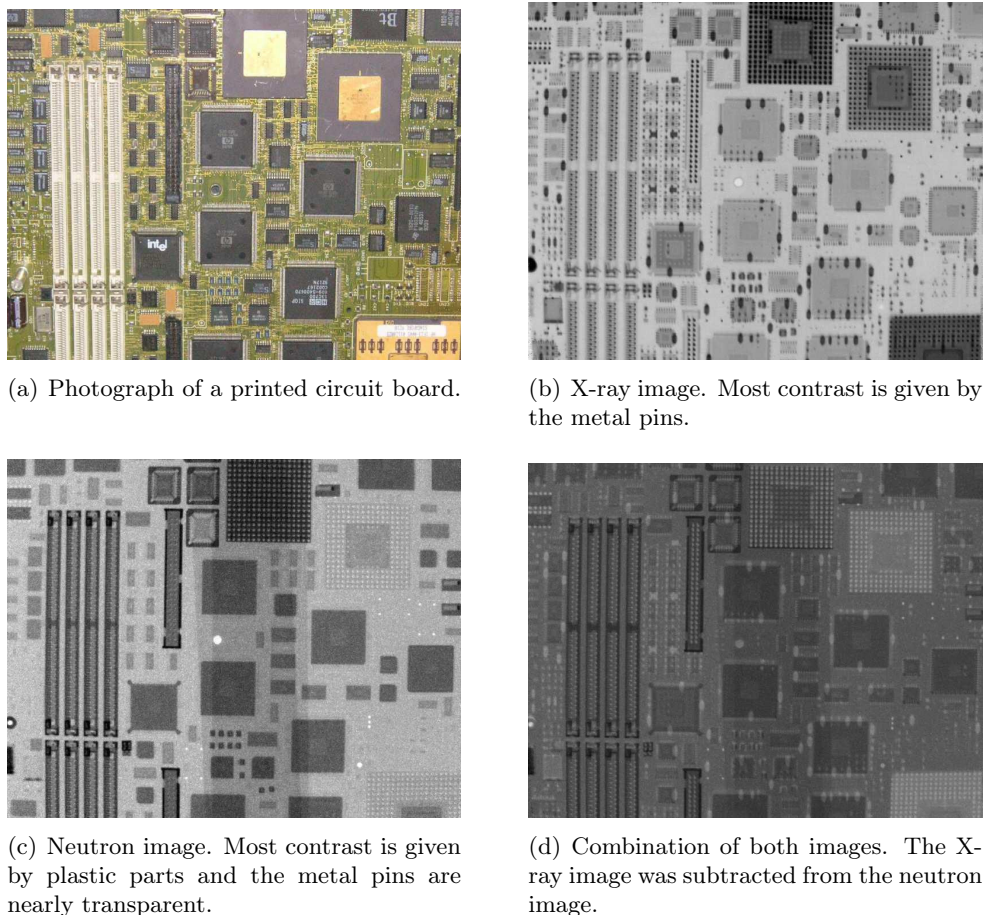 Bt
intel
(a) Photograph of a printed circuit board.
(b) X-ray image. Most contrast is given by
the metal pins.
(c) Neutron image. Most contrast is given
by plastic parts and the metal pins are
nearly transparent.
(d) Combination of both images. The X-
ray image was subtracted from the neutron
image.